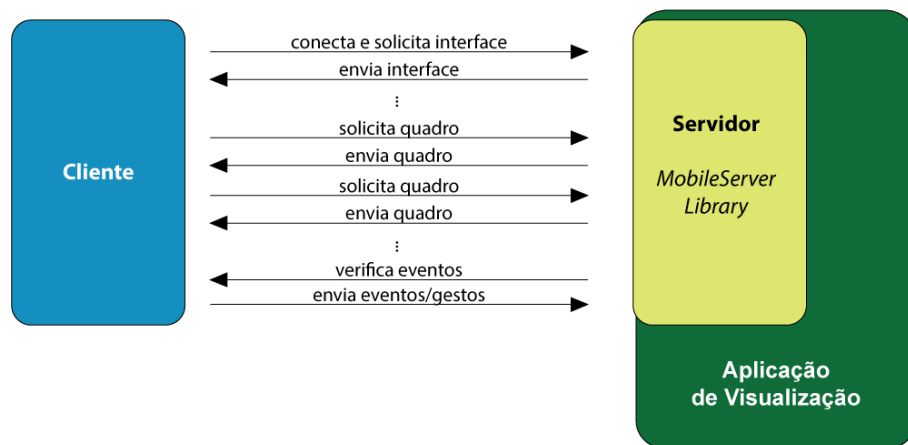 Cliente
conecta e solicita interface
envia interface
...
solicita quadro
envia quadro
solicita quadro
envia quadro
...
verifica eventos
envia eventos/gestos
Servidor
MobileServer
Library
Aplicação
de Visualização